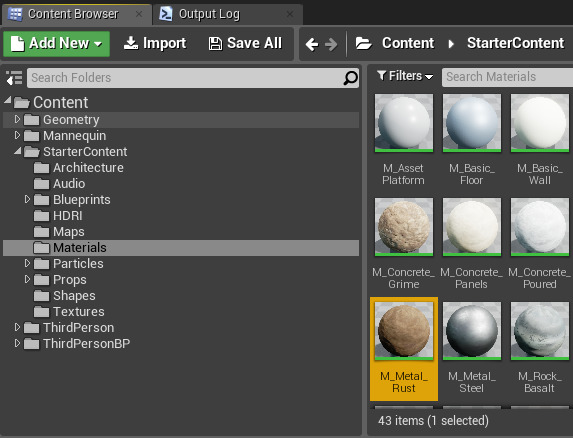 Content Browser
Output Log
Add New
Import
Save All
Content
StarterContent
Search Folders
Filters
Search Materials
Content
Geometry
Mannequin
StarterContent
Architecture
Audio
Blueprints
HDRI
Maps
Materials
Particles
Props
Shapes
Textures
ThirdPerson
ThirdPersonBP
M_Asset
Platform
M_Basic_
Floor
M_Basic_
Wall
M_Concrete_
Grime
M_Concrete_
Panels
M_Concrete_
Poured
M_Metal_
Rust
M_Metal_
Steel
M_Rock_
Basalt
43 items (1 selected)